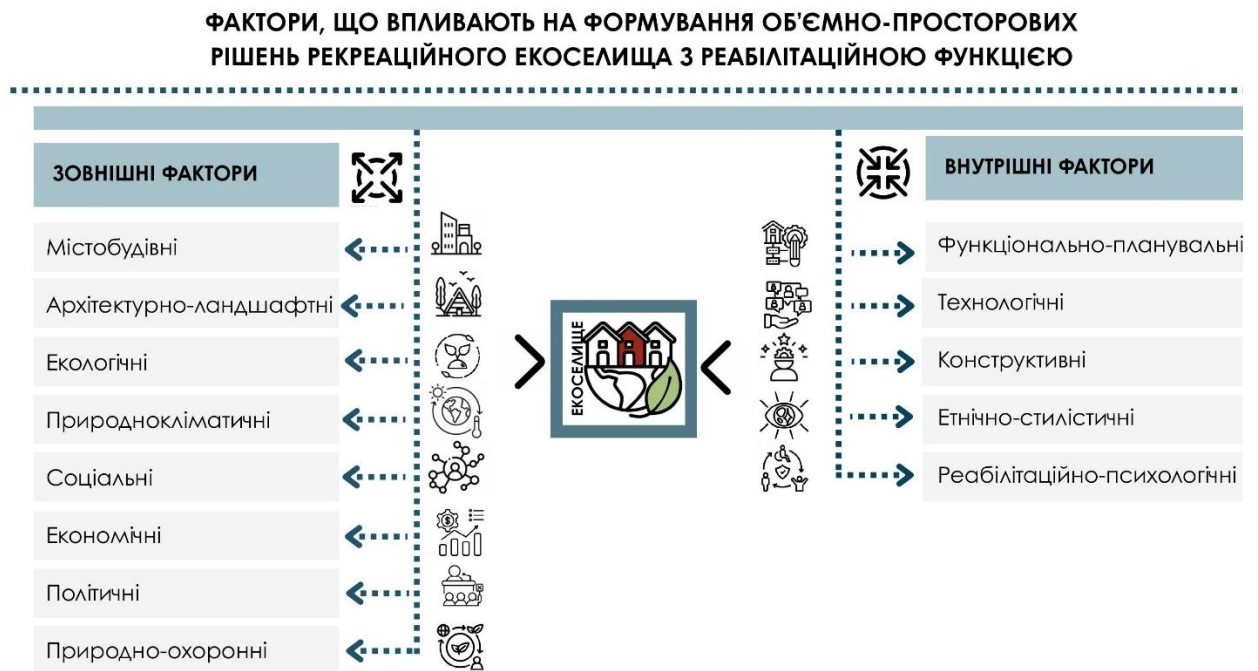 ФАКТОРИ, ЩО ВПЛИВАЮТЬ НА ФОРМУВАННЯ ОБ'ЄМНО-ПРОСТОРОВИХ
РІШЕНЬ РЕКРЕАЦІЙНОГО ЕКОСЕЛИЩА З РЕАБІЛІТАЦІЙНОЮ ФУНКЦІЄЮ
ЗОВНІШНІ ФАКТОРИ
Містобудівні
Архітектурно-ландшафтні
Екологічні
Природнокліматичні
Соціальні
Економічні
Політичні
Природно-охоронні
ЕКОСЕЛИЩЕ
ВНУТРІШНІ ФАКТОРИ
Функціонально-планувальні
Технологічні
Конструктивні
Етнічно-стилістичні
Реабілітаційно-психологічні